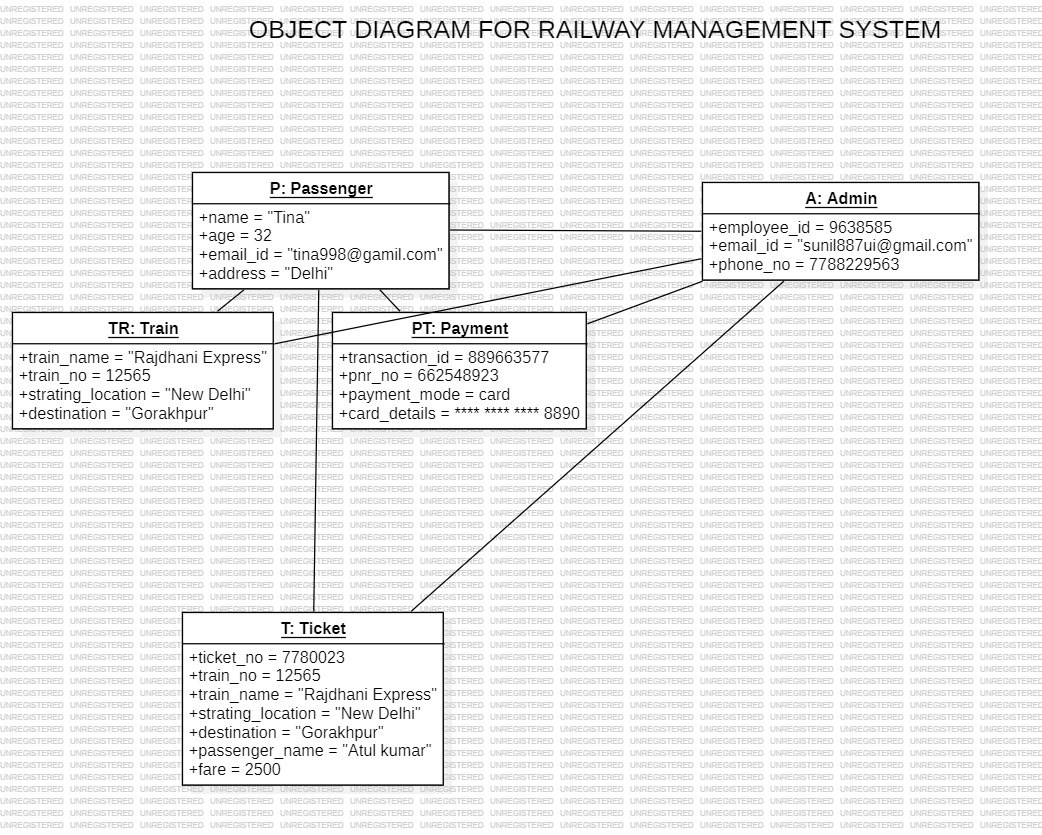 OBJECT DIAGRAM FOR RAILWAY MANAGEMENT SYSTEM
P: Passenger
+name = "Tina"
+age = 32
+email_id = "tina998@gamil.com"
+address = "Delhi"
A: Admin
+employee_id = 9638585
+email_id = "sunil887ui@gmail.com"
+phone_no = 7788229563
TR: Train
+train_name = "Rajdhani Express"
+train_no = 12565
+strating_location = "New Delhi"
+destination = "Gorakhpur"
PT: Payment
+transaction_id = 889663577
+pnr_no = 662548923
+payment_mode = card
+card_details = **** **** **** 8890
T: Ticket
+ticket_no = 7780023
+train_no = 12565
+train_name = "Rajdhani Express"
+strating_location = "New Delhi"
+destination = "Gorakhpur"
+passenger_name = "Atul kumar"
+fare = 2500
UNREGISTERED